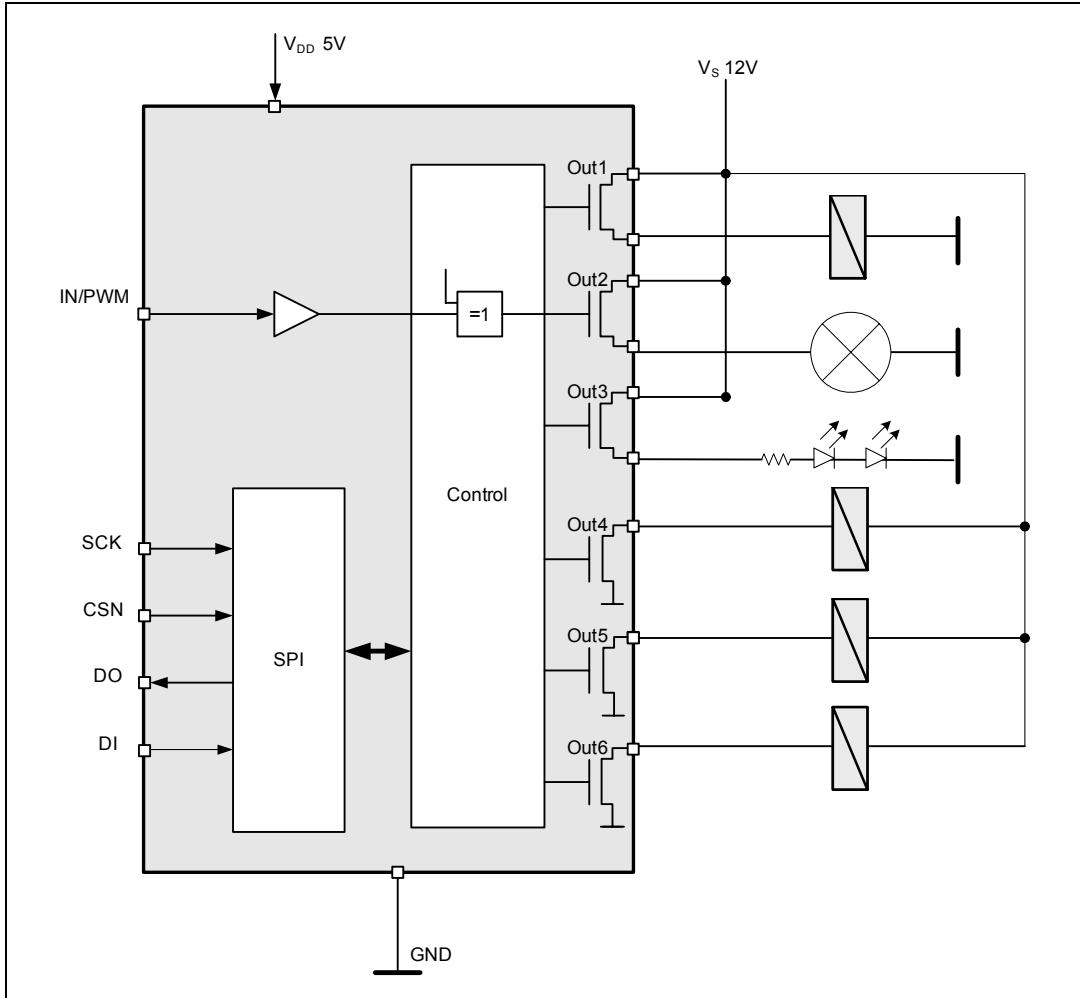 V_DD 5V
V_S 12V
Out1
Out2
IN/PWM
=1
Out3
Control
Out4
SCK
CSN
Out5
SPI
DO
DI
Out6
GND